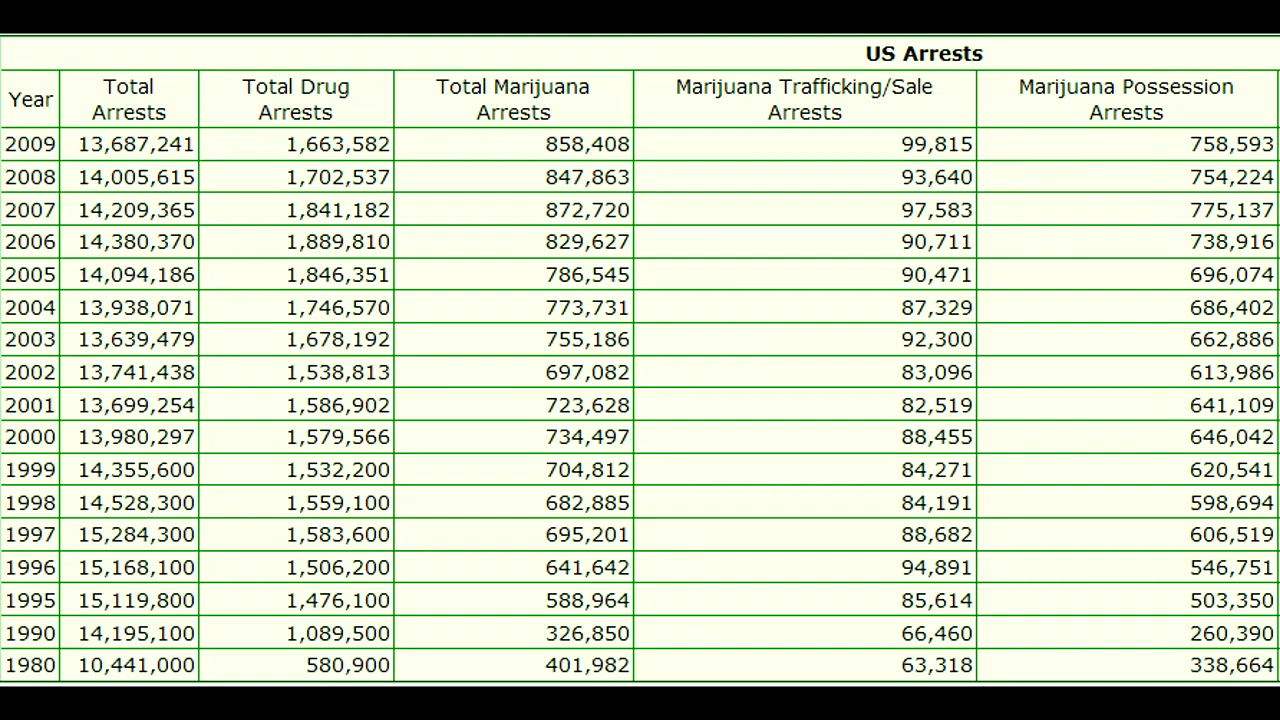 US Arrests
Year Total Arrests Total Drug Arrests Total Marijuana Arrests Marijuana Trafficking/Sale Arrests Marijuana Possession Arrests
2009 13,687,241 1,663,582 858,408 99,815 758,593
2008 14,005,615 1,702,537 847,863 93,640 754,224
2007 14,209,365 1,841,182 872,720 97,583 775,137
2006 14,380,370 1,889,810 829,627 90,711 738,916
2005 14,094,186 1,846,351 786,545 90,471 696,074
2004 13,938,071 1,746,570 773,731 87,329 686,402
2003 13,639,479 1,678,192 755,186 92,300 662,886
2002 13,741,438 1,538,813 697,082 83,096 613,986
2001 13,699,254 1,586,902 723,628 82,519 641,109
2000 13,980,297 1,579,566 734,497 88,455 646,042
1999 14,355,600 1,532,200 704,812 84,271 620,541
1998 14,528,300 1,559,100 682,885 84,191 598,694
1997 15,284,300 1,583,600 695,201 88,682 606,519
1996 15,168,100 1,506,200 641,642 94,891 546,751
1995 15,119,800 1,476,100 588,964 85,614 503,350
1990 14,195,100 1,089,500 326,850 66,460 260,390
1980 10,441,000 580,900 401,982 63,318 338,664